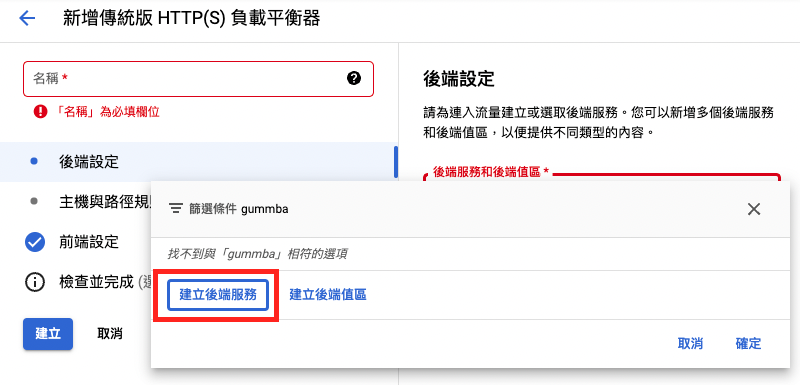 新增傳統版 HTTP(S) 負載平衡器
名稱 *
「名稱」為必填欄位
後端設定
主機與路徑規
前端設定
檢查並完成
建立
取消
後端設定
請為連入流量建立或選取後端服務。您可以新增多個後端服務
和後端值區，以便提供不同類型的內容。
後端服務和後端值區 *
篩選條件 gummba
找不到與「gummba」相符的選項
建立後端服務
建立後端值區
取消
確定